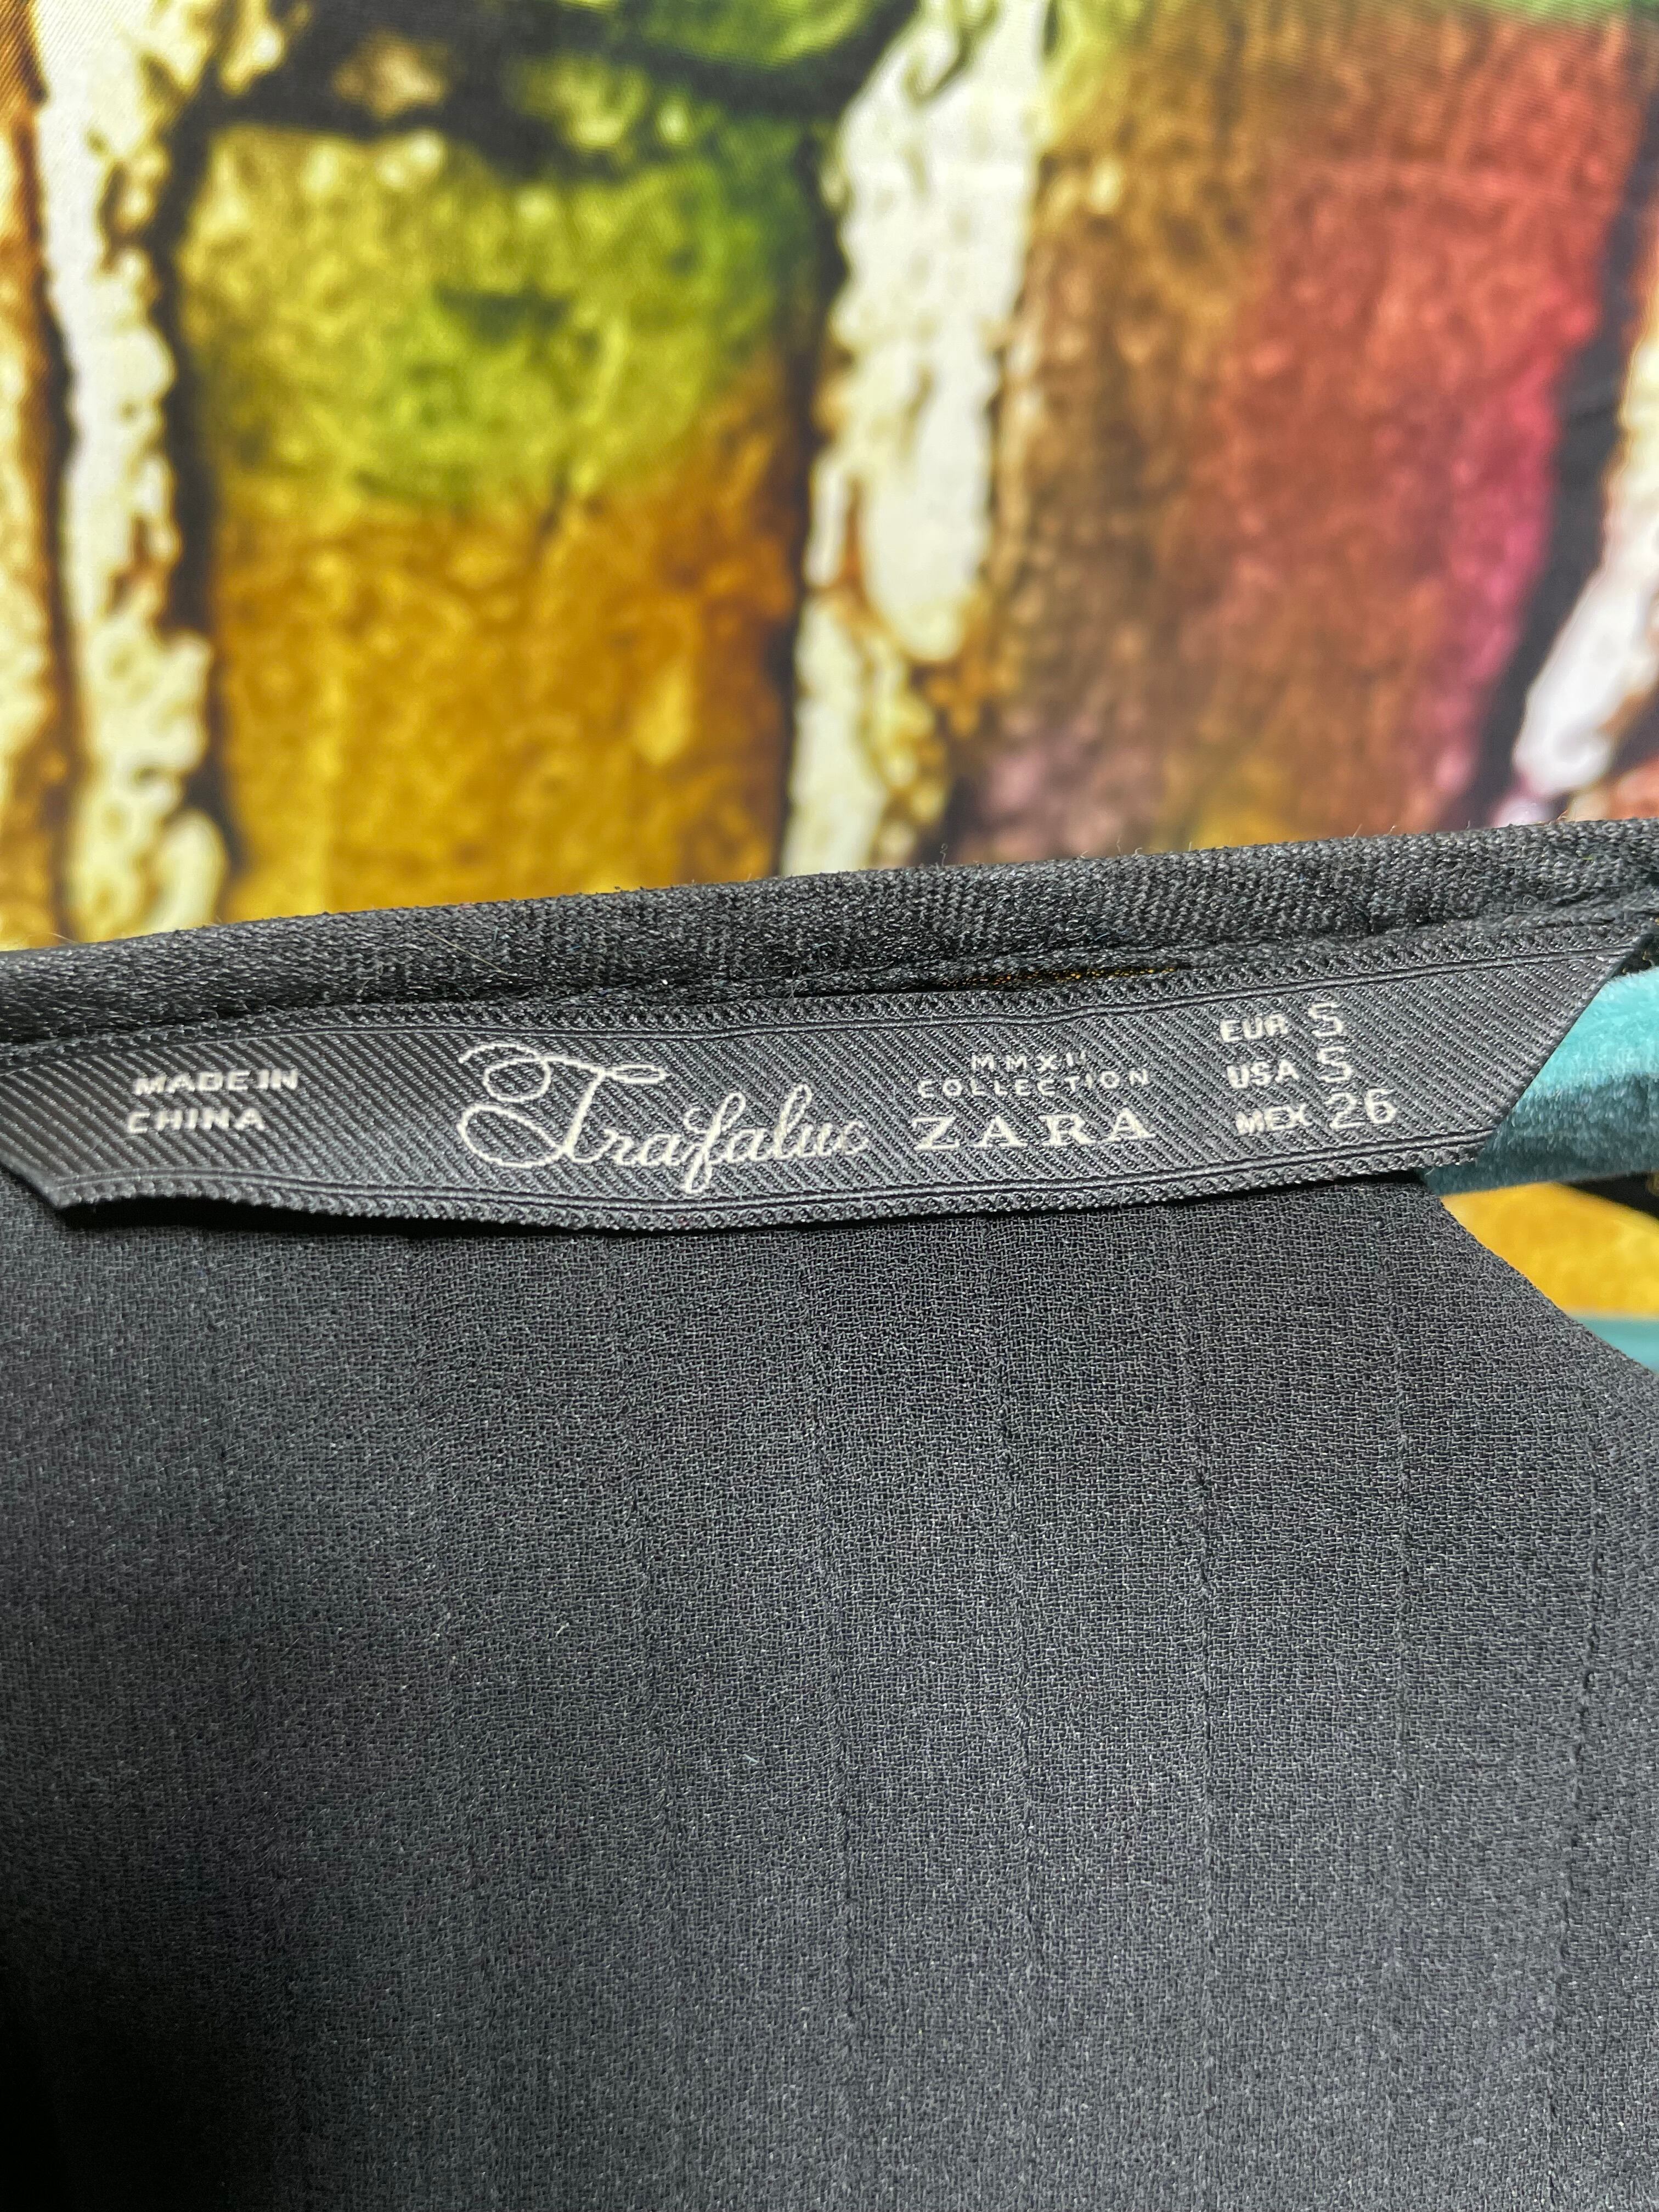 MADE IN
CHINA
Trafaluc
MMXII
COLLECTION
ZARA
EUR S
USA S
MEX 26